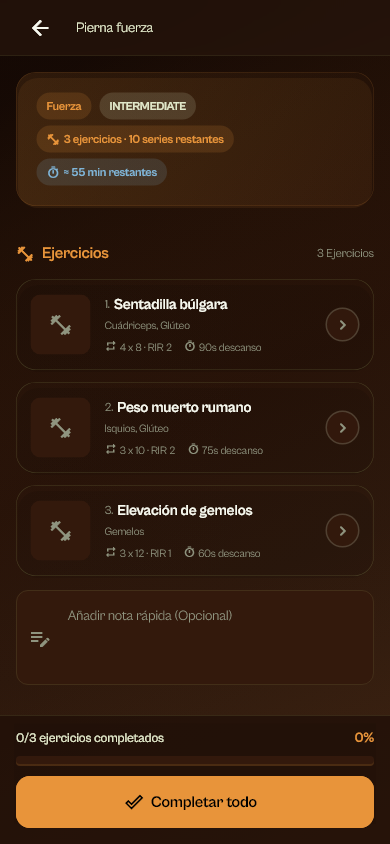 Pierna fuerza
Fuerza
INTERMEDIATE
3 ejercicios · 10 series restantes
≈ 55 min restantes
Ejercicios
3 Ejercicios
1. Sentadilla búlgara
Cuádriceps, Glúteo
4 x 8 · RIR 2
90s descanso
2. Peso muerto rumano
Isquios, Glúteo
3 x 10 · RIR 2
75s descanso
3. Elevación de gemelos
Gemelos
3 x 12 · RIR 1
60s descanso
Añadir nota rápida (Opcional)
0/3 ejercicios completados
0%
Completar todo